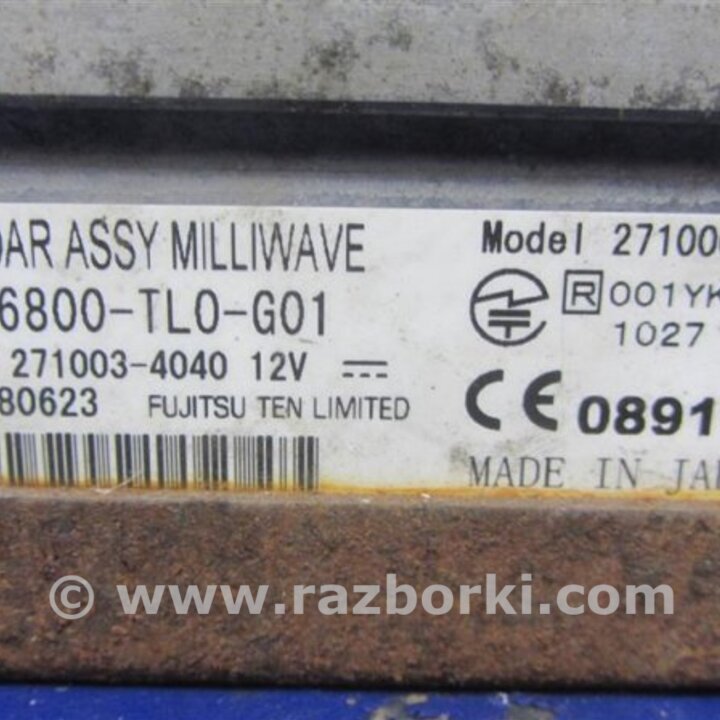 DAR ASSY MILLIWAVE
6800-TL0-G01
271003-4040 12V
80623 FUJITSU TEN LIMITED
Model 27100
R 001YK
1027
CE 0891
MADE IN JAP
© www.razborki.com